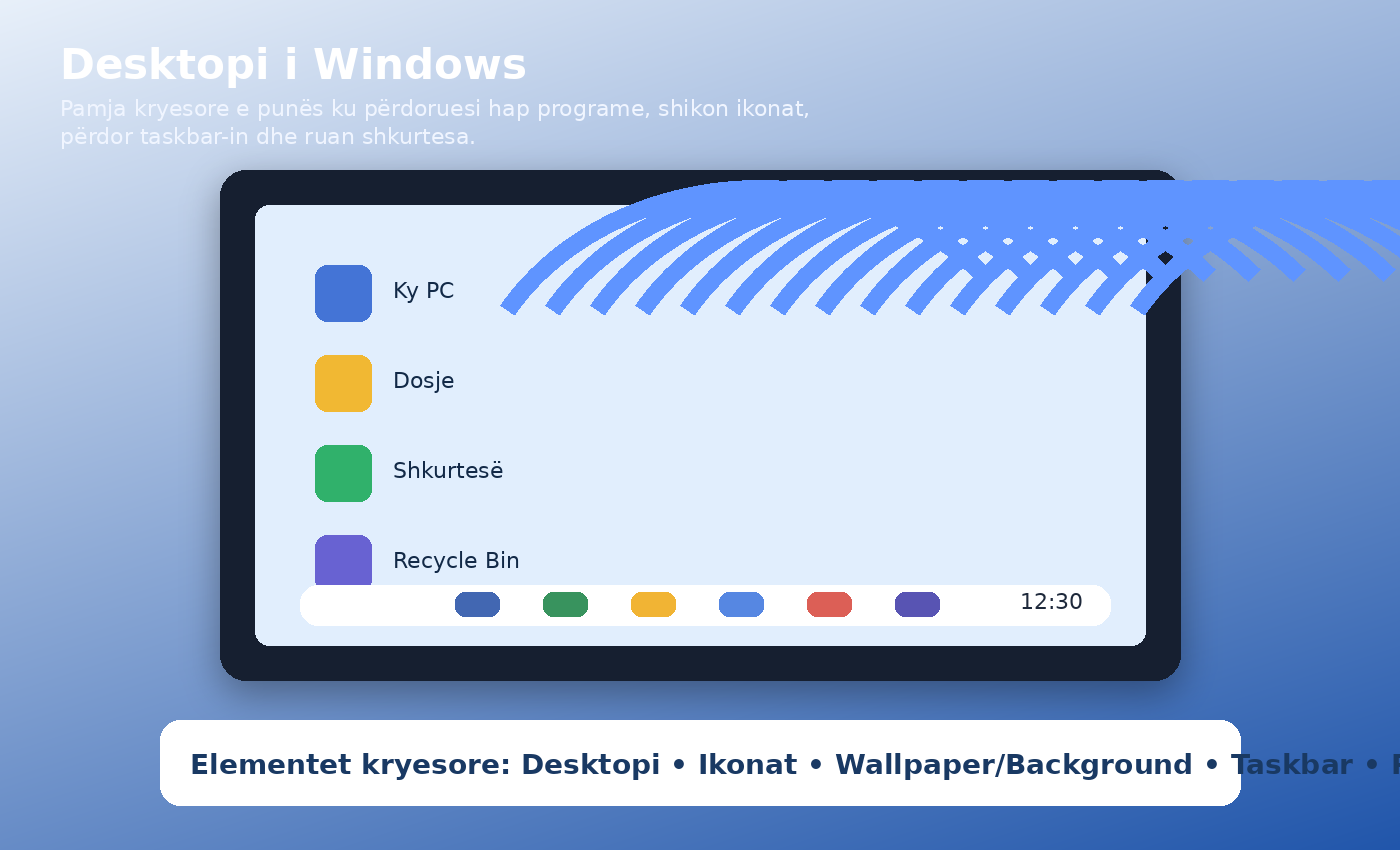 Desktopi i Windows
Pamja kryesore e punës ku përdoruesi hap programe, shikon ikonat,
përdor taskbar-in dhe ruan shkurtesa.
Ky PC
Dosje
Shkurtesë
Recycle Bin
12:30
Elementet kryesore: Desktopi • Ikonat • Wallpaper/Background • Taskbar •